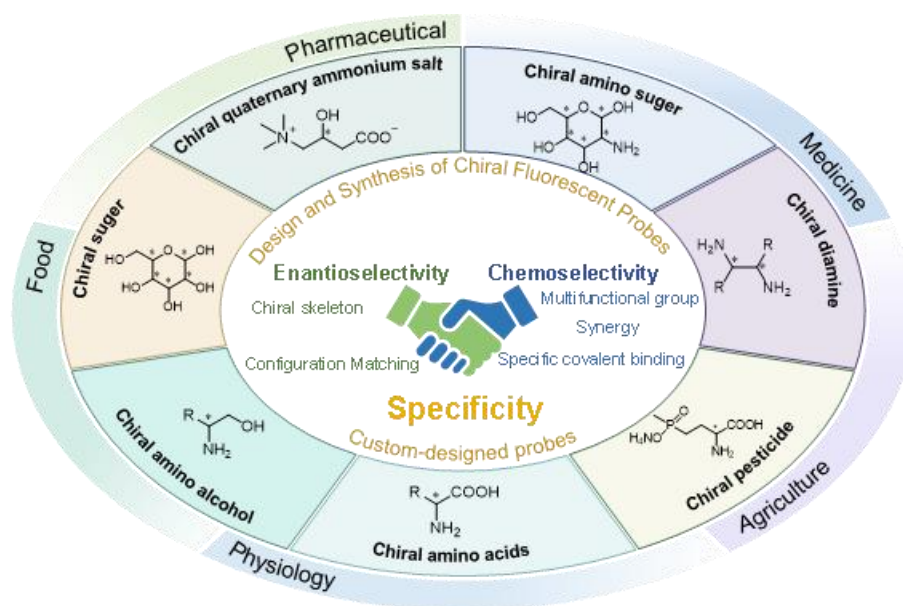 Pharmaceutical
Medicine
Agriculture
Physiology
Food
Chiral quaternary ammonium salt
OH
N+
COO−
Chiral amino suger
HO
O
OH
HO
NH2
OH
Chiral diamine
H2N
R
R
NH2
Chiral pesticide
O
P
H4NO
COOH
NH2
Chiral amino acids
R
COOH
NH2
Chiral amino alcohol
R
OH
NH2
Chiral suger
HO
O
OH
HO
OH
OH
Design and Synthesis of Chiral Fluorescent Probes
Enantioselectivity
Chiral skeleton
Configuration Matching
Chemoselectivity
Multifunctional group
Synergy
Specific covalent binding
Specificity
Custom-designed probes